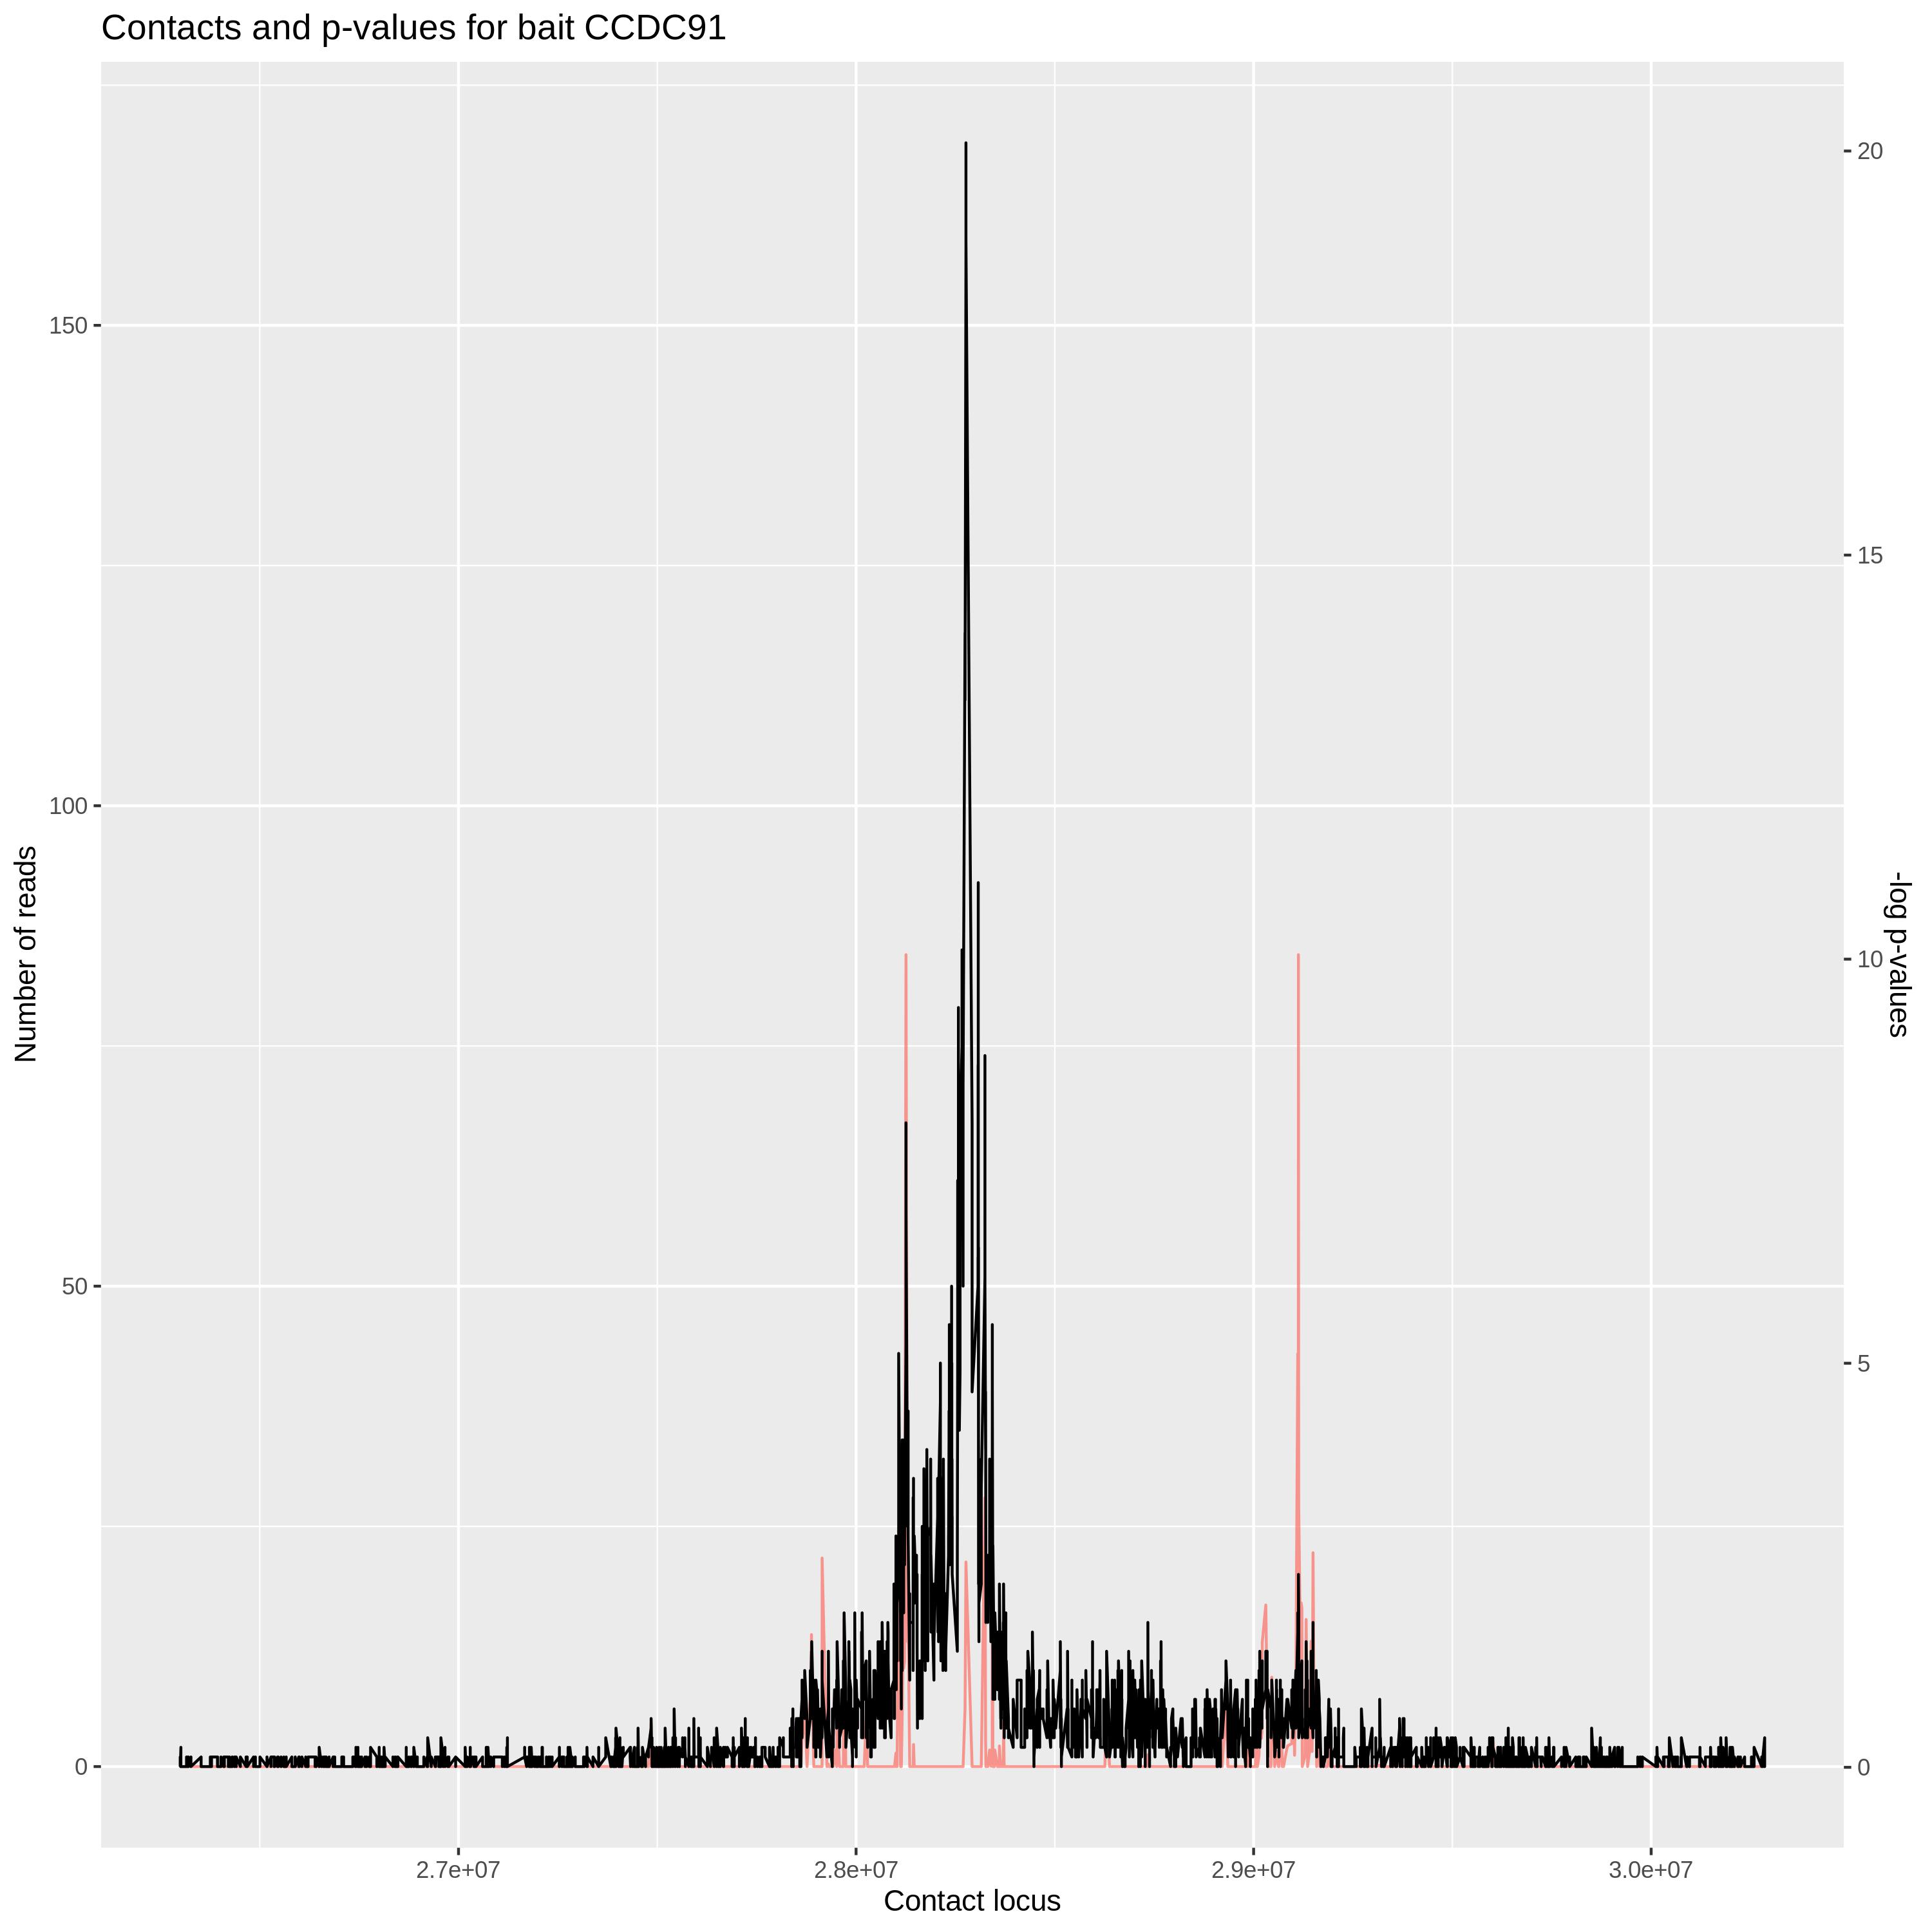 Contacts and p-values for bait CCDC91
Number of reads
150
100
50
0
20
15
10
5
0
-log p-values
2.7e+07 2.8e+07 2.9e+07 3.0e+07
Contact locus